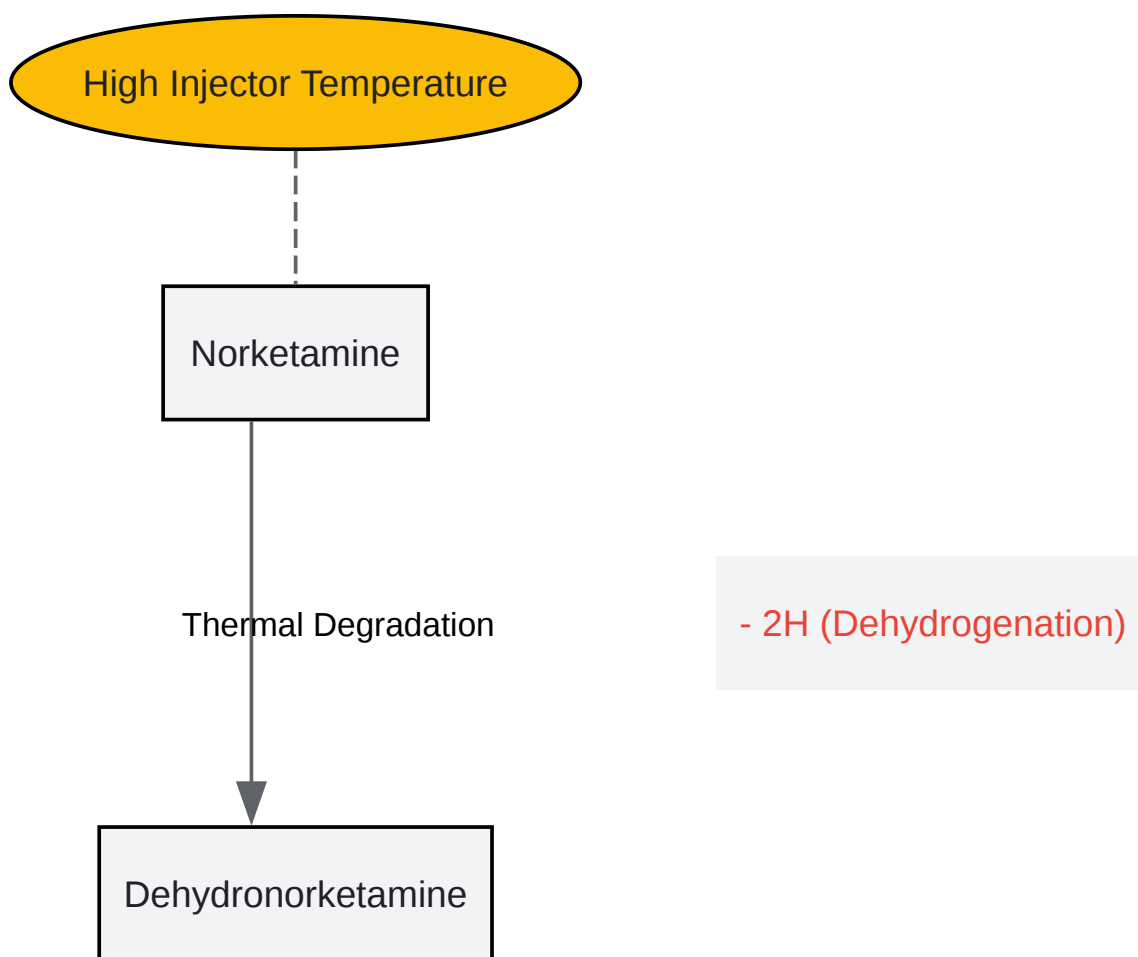 High Injector Temperature
Norketamine
Thermal Degradation
- 2H (Dehydrogenation)
Dehydronorketamine